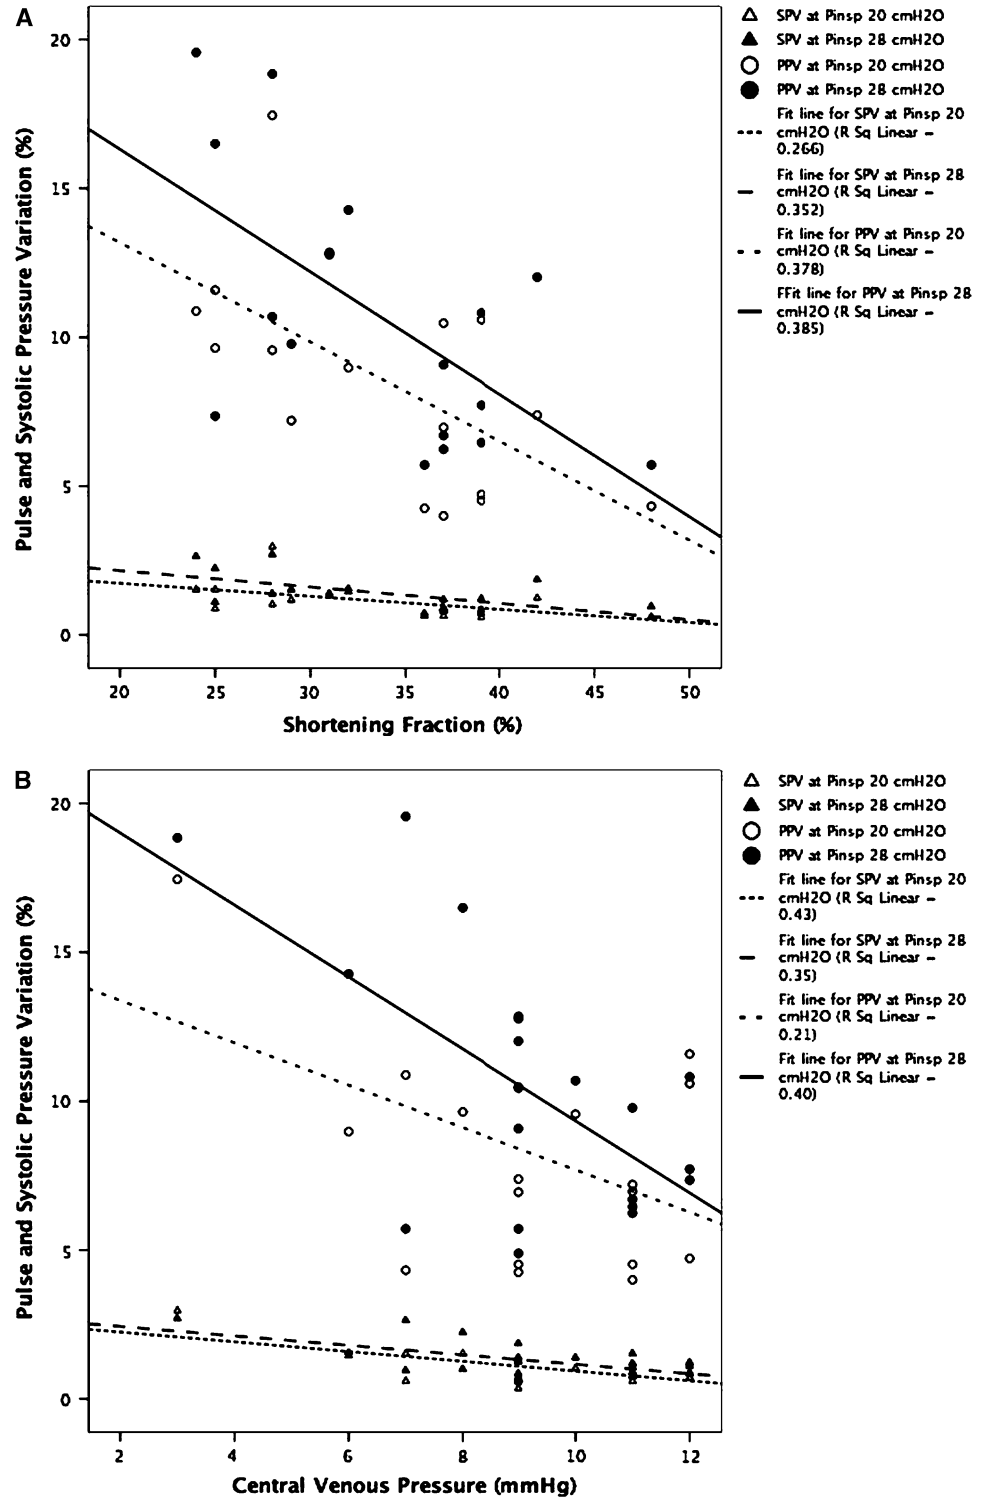 A
Pulse and Systolic Pressure Variation (%)
20
15
10
5
0
20 25 30 35 40 45 50
Shortening Fraction (%)
SPV at Pinsp 20 cmH2O
SPV at Pinsp 28 cmH2O
PPV at Pinsp 20 cmH2O
PPV at Pinsp 28 cmH2O
Fit line for SPV at Pinsp 20
cmH2O (R Sq Linear =
0.266)
Fit line for SPV at Pinsp 28
cmH2O (R Sq Linear =
0.352)
Fit line for PPV at Pinsp 20
cmH2O (R Sq Linear =
0.378)
FFit line for PPV at Pinsp 28
cmH2O (R Sq Linear =
0.385)
B
Pulse and Systolic Pressure Variation (%)
20
15
10
5
0
2 4 6 8 10 12
Central Venous Pressure (mmHg)
SPV at Pinsp 20 cmH2O
SPV at Pinsp 28 cmH2O
PPV at Pinsp 20 cmH2O
PPV at Pinsp 28 cmH2O
Fit line for SPV at Pinsp 20
cmH2O (R Sq Linear =
0.43)
Fit line for SPV at Pinsp 28
cmH2O (R Sq Linear =
0.35)
Fit line for PPV at Pinsp 20
cmH2O (R Sq Linear =
0.21)
Fit line for PPV at Pinsp 28
cmH2O (R Sq Linear =
0.40)